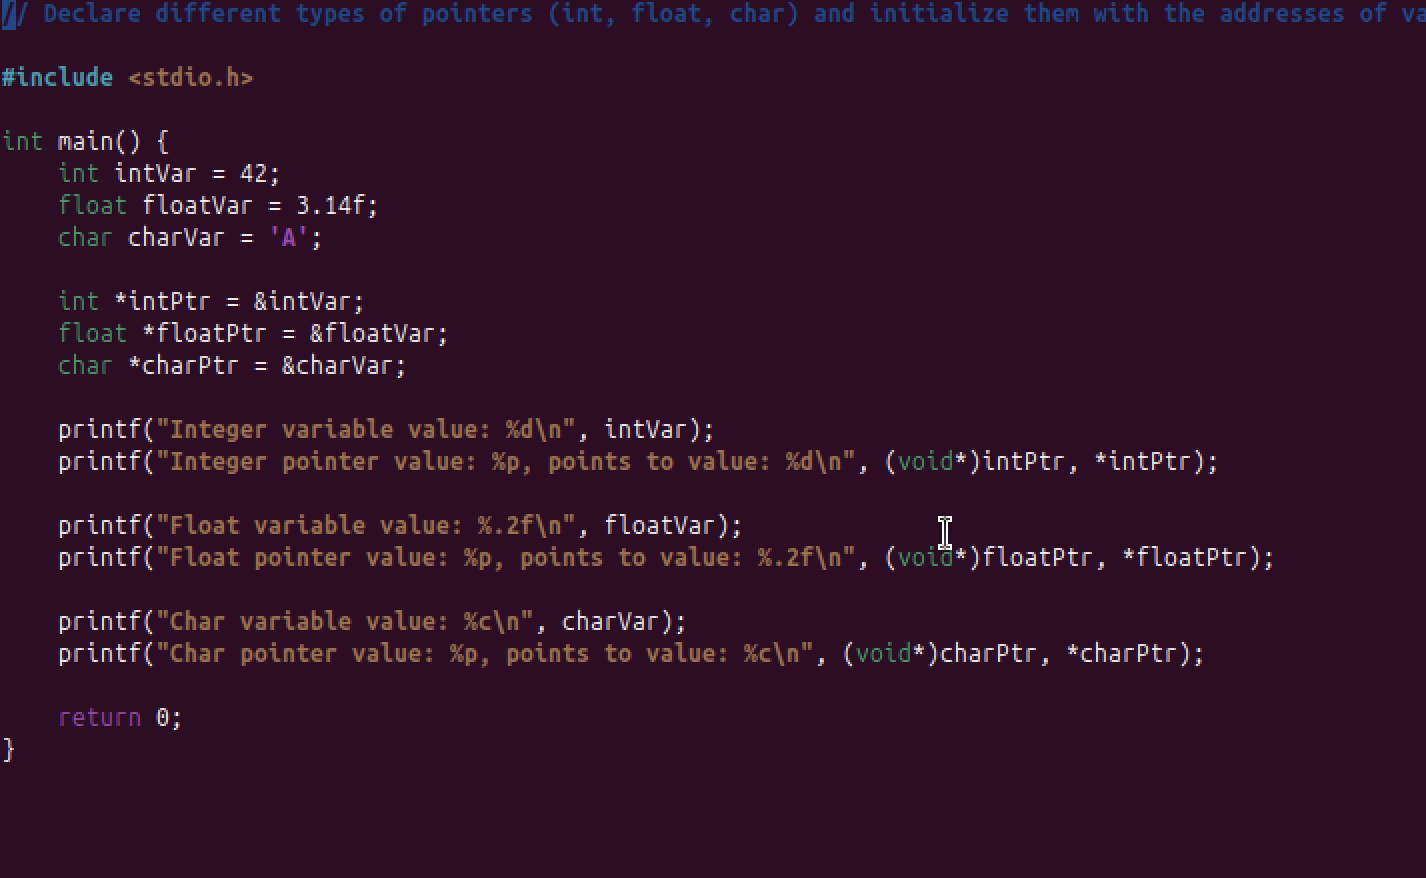 // Declare different types of pointers (int, float, char) and initialize them with the addresses of
#include <stdio.h>
int main() {
    int intVar = 42;
    float floatVar = 3.14f;
    char charVar = 'A';
    int *intPtr = &intVar;
    float *floatPtr = &floatVar;
    char *charPtr = &charVar;
    printf("Integer variable value: %d\n", intVar);
    printf("Integer pointer value: %p, points to value: %d\n", (void*)intPtr, *intPtr);
    printf("Float variable value: %.2f\n", floatVar);
    printf("Float pointer value: %p, points to value: %.2f\n", (void*)floatPtr, *floatPtr);
    printf("Char variable value: %c\n", charVar);
    printf("Char pointer value: %p, points to value: %c\n", (void*)charPtr, *charPtr);
    return 0;
}